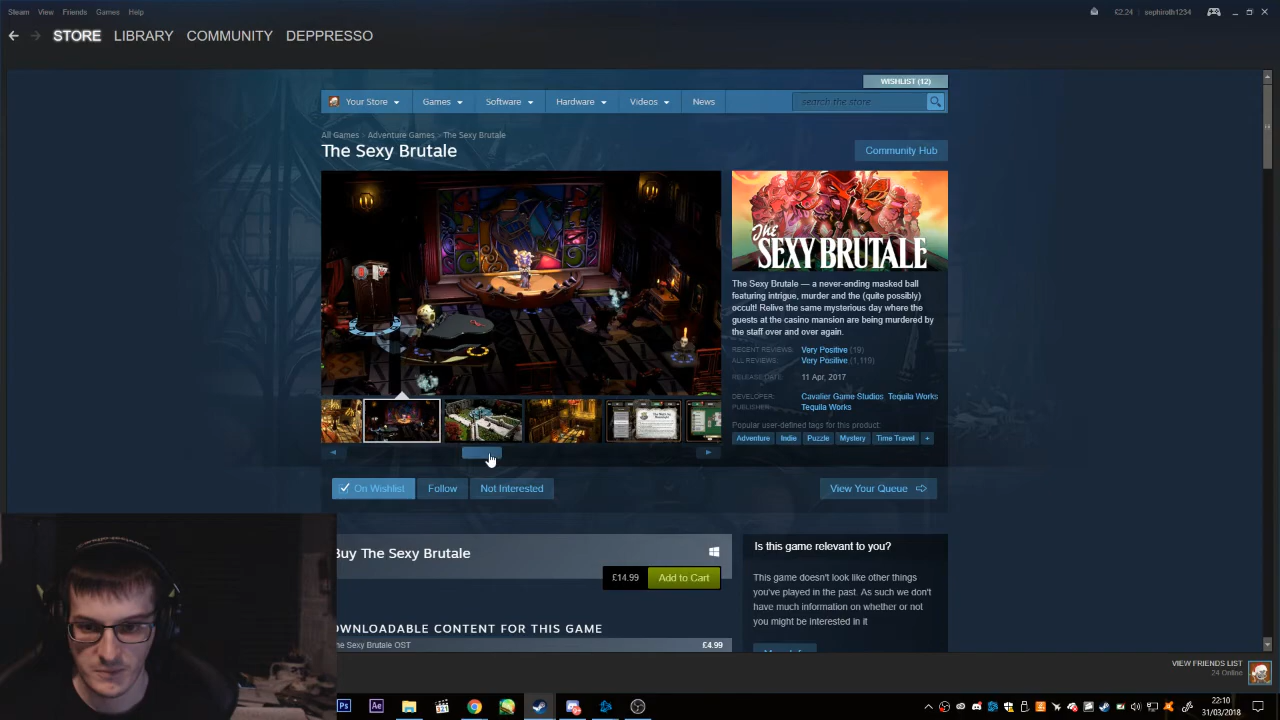 Steam View Friends Games Help
£2.24 sephiroth1234
STORE LIBRARY COMMUNITY DEPPRESSO
WISHLIST (12)
Your Store Games Software Hardware Videos News search the store
All Games > Adventure Games > The Sexy Brutale
The Sexy Brutale
Community Hub
The
SEXY BRUTALE
The Sexy Brutale — a never-ending masked ball
featuring intrigue, murder and the (quite possibly)
occult! Relive the same mysterious day where the
guests at the casino mansion are being murdered by
the staff over and over again.
RECENT REVIEWS: Very Positive (19)
ALL REVIEWS: Very Positive (1,119)
RELEASE DATE: 11 Apr, 2017
DEVELOPER: Cavalier Game Studios, Tequila Works
PUBLISHER: Tequila Works
Popular user-defined tags for this product:
Adventure Indie Puzzle Mystery Time Travel +
On Wishlist Follow Not Interested View Your Queue
Buy The Sexy Brutale
£14.99 Add to Cart
Is this game relevant to you?
This game doesn't look like other things
you've played in the past. As such we don't
have much information on whether or not
you might be interested in it
OWNLOADABLE CONTENT FOR THIS GAME
he Sexy Brutale OST £4.99
VIEW FRIENDS LIST
24 Online
Ps Ae
22:10
31/03/2018